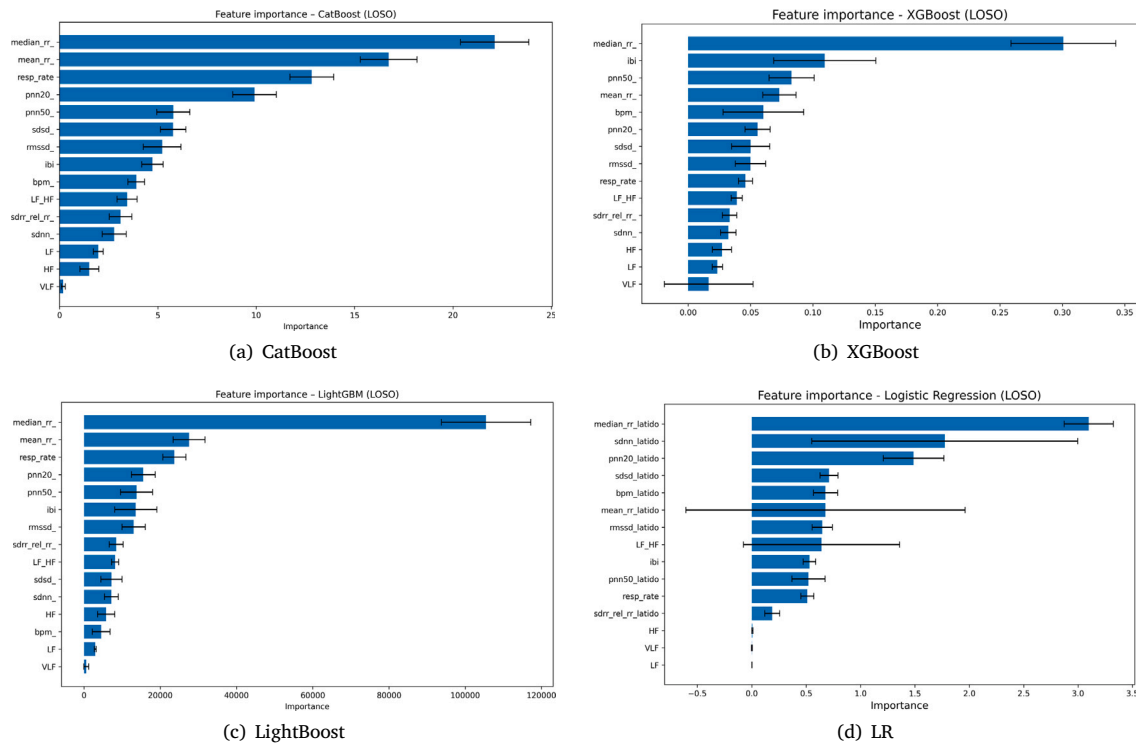 Feature importance – CatBoost (LOSO)
median_rr_
mean_rr_
resp_rate
pnn20_
pnn50_
sdsd_
rmssd_
ibi
bpm_
LF_HF
sdrr_rel_rr_
sdnn_
LF
HF
VLF
0 5 10 15 20 25
Importance
(a) CatBoost
Feature importance - XGBoost (LOSO)
median_rr_
ibi
pnn50_
mean_rr_
bpm_
pnn20_
sdsd_
rmssd_
resp_rate
LF_HF
sdrr_rel_rr_
sdnn_
HF
LF
VLF
0.00 0.05 0.10 0.15 0.20 0.25 0.30 0.35
Importance
(b) XGBoost
Feature importance – LightGBM (LOSO)
median_rr_
mean_rr_
resp_rate
pnn20_
pnn50_
ibi
rmssd_
sdrr_rel_rr_
LF_HF
sdsd_
sdnn_
HF
bpm_
LF
VLF
0 20000 40000 60000 80000 100000 120000
(c) LightBoost
Feature importance - Logistic Regression (LOSO)
median_rr_latido
sdnn_latido
pnn20_latido
sdsd_latido
bpm_latido
mean_rr_latido
rmssd_latido
LF_HF
ibi
pnn50_latido
resp_rate
sdrr_rel_rr_latido
HF
VLF
LF
−0.5 0.0 0.5 1.0 1.5 2.0 2.5 3.0 3.5
Importance
(d) LR